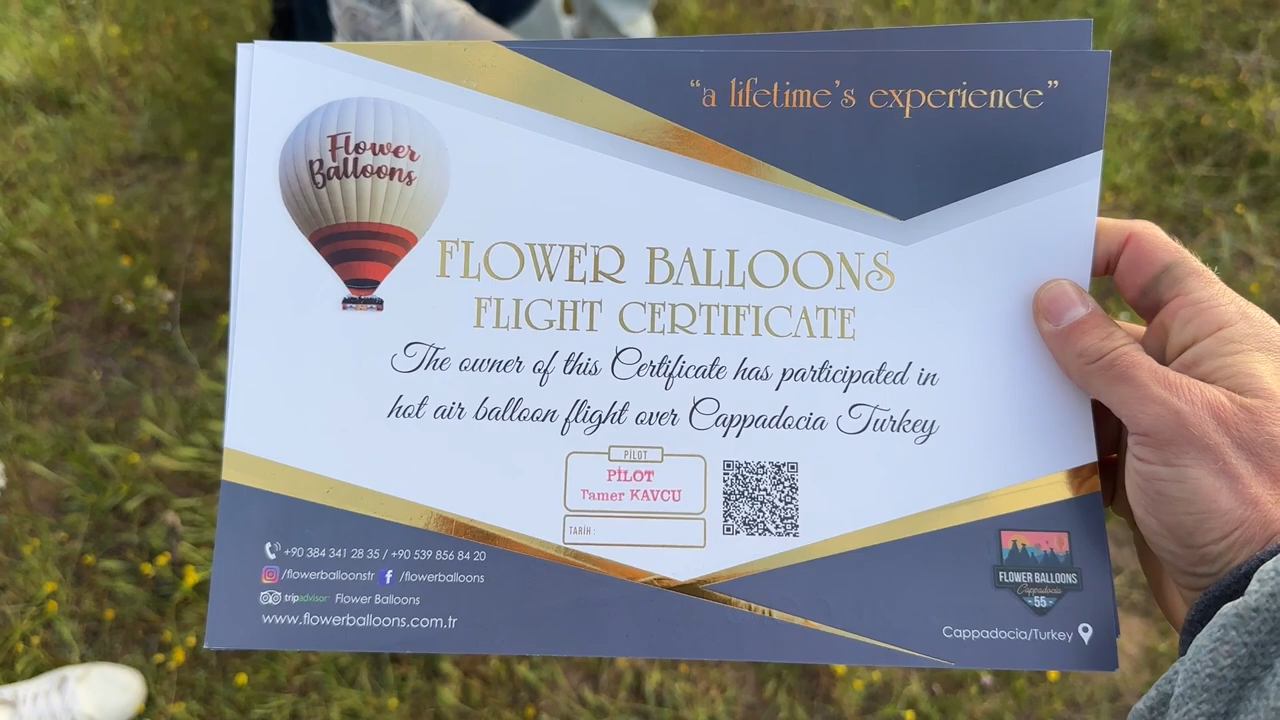 “a lifetime’s experience”
Flower
Balloons
FLOWER BALLOONS
FLIGHT CERTIFICATE
The owner of this Certificate has participated in
hot air balloon flight over Cappadocia Turkey
PİLOT
PİLOT
Tamer KAVCU
TARİH :
+90 384 341 28 35 / +90 539 856 84 20
/flowerballoonstr f /flowerballoons
tripadvisor Flower Balloons
www.flowerballoons.com.tr
FLOWER BALLOONS
Cappadocia
55
Cappadocia/Turkey